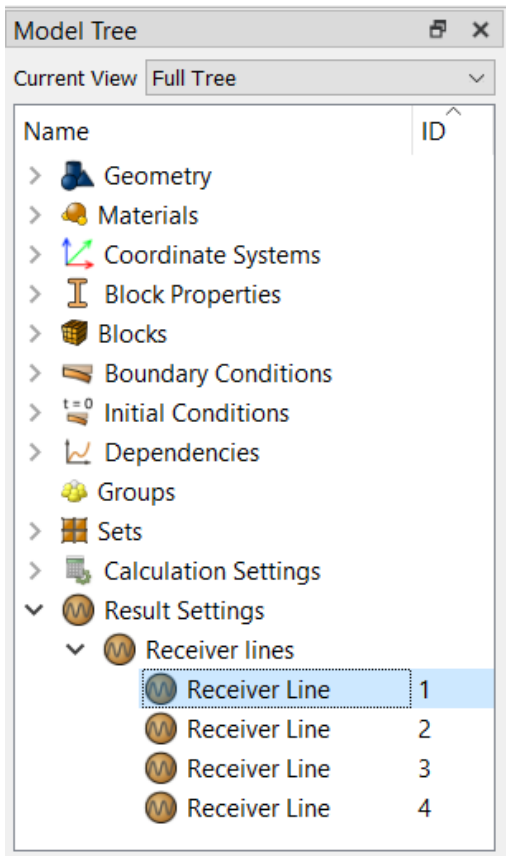 Model Tree
Current View Full Tree
Name ID
Geometry
Materials
Coordinate Systems
Block Properties
Blocks
Boundary Conditions
t = 0 Initial Conditions
Dependencies
Groups
Sets
Calculation Settings
Result Settings
Receiver lines
Receiver Line 1
Receiver Line 2
Receiver Line 3
Receiver Line 4